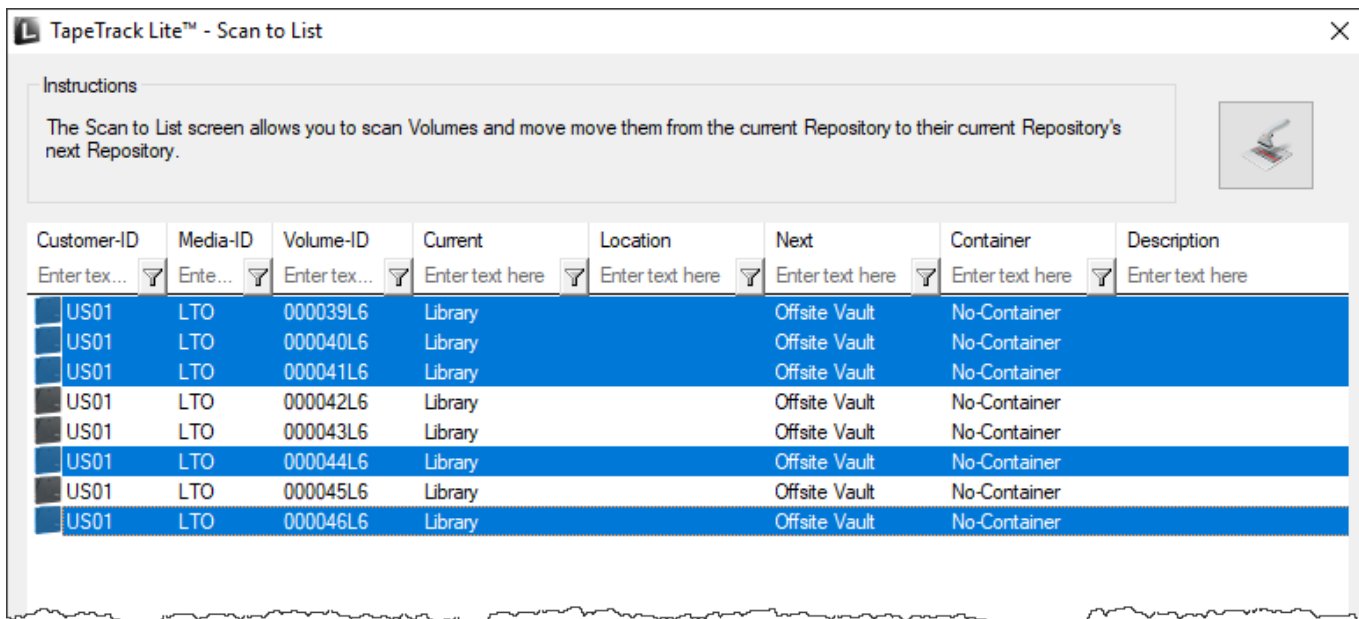 TapeTrack Lite™ - Scan to List
Instructions
The Scan to List screen allows you to scan Volumes and move move them from the current Repository to their current Repository's
next Repository.
Customer-ID Media-ID Volume-ID Current Location Next Container Description
Enter tex... Ente... Enter tex... Enter text here Enter text here Enter text here Enter text here Enter text here
US01 LTO 000039L6 Library Offsite Vault No-Container
US01 LTO 000040L6 Library Offsite Vault No-Container
US01 LTO 000041L6 Library Offsite Vault No-Container
US01 LTO 000042L6 Library Offsite Vault No-Container
US01 LTO 000043L6 Library Offsite Vault No-Container
US01 LTO 000044L6 Library Offsite Vault No-Container
US01 LTO 000045L6 Library Offsite Vault No-Container
US01 LTO 000046L6 Library Offsite Vault No-Container